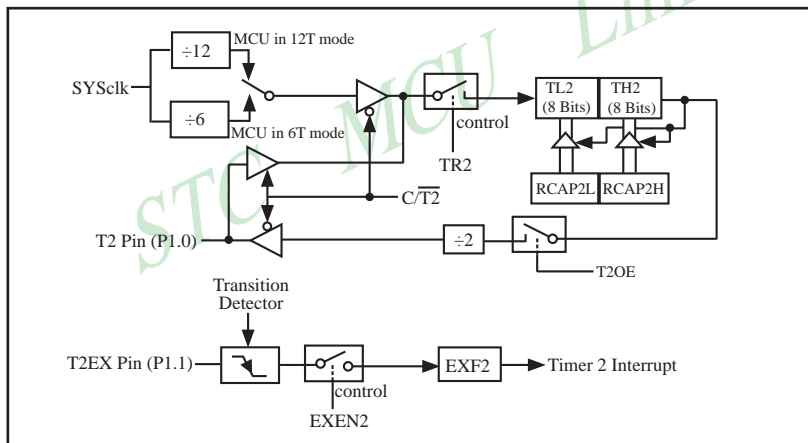 STC MCU Lim
÷12
MCU in 12T mode
SYSclk
÷6
MCU in 6T mode
control
TR2
TL2
(8 Bits)
TH2
(8 Bits)
RCAP2L
RCAP2H
C/T2
T2 Pin (P1.0)
÷2
T2OE
Transition
Detector
T2EX Pin (P1.1)
control
EXEN2
EXF2
Timer 2 Interrupt